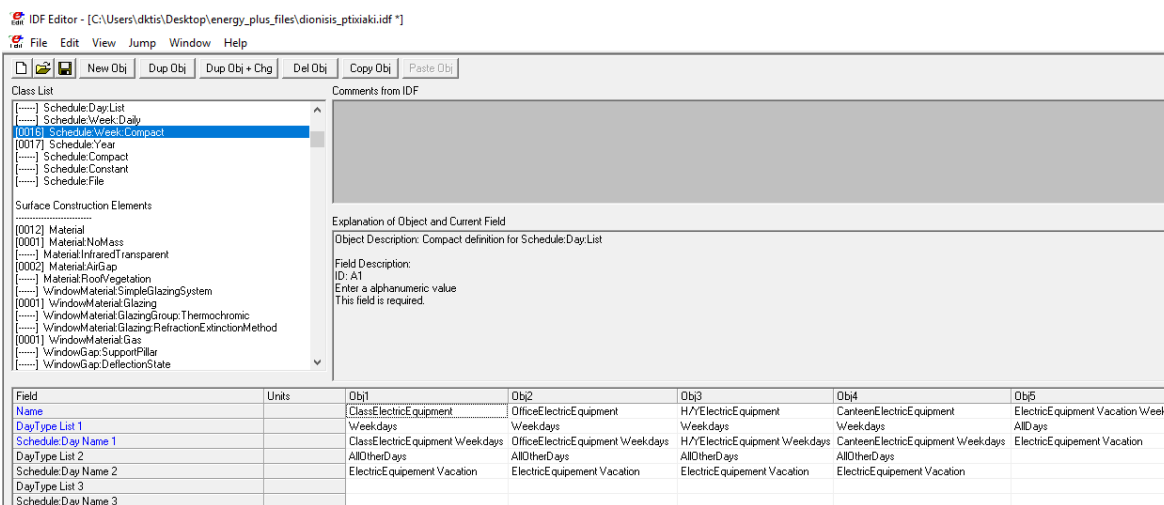 IDF Editor - [C:\Users\dktis\Desktop\energy_plus_files\dionisis_ptixiaki.idf *]
File Edit View Jump Window Help
New Obj Dup Obj Dup Obj + Chg Del Obj Copy Obj Paste Obj
Class List
[------] Schedule:Day:List
[------] Schedule:Week:Daily
[0016] Schedule:Week:Compact
[0017] Schedule:Year
[------] Schedule:Compact
[------] Schedule:Constant
[------] Schedule:File
Surface Construction Elements
--------------------------
[0012] Material
[0001] Material:NoMass
[------] Material:InfraredTransparent
[0002] Material:AirGap
[------] Material:RoofVegetation
[------] WindowMaterial:SimpleGlazingSystem
[0001] WindowMaterial:Glazing
[------] WindowMaterial:GlazingGroup:Thermochromic
[------] WindowMaterial:Glazing:RefractionExtinctionMethod
[0001] WindowMaterial:Gas
[------] WindowGap:SupportPillar
[------] WindowGap:DeflectionState
Comments from IDF
Explanation of Object and Current Field
Object Description: Compact definition for Schedule:Day:List
Field Description:
ID: A1
Enter a alphanumeric value
This field is required.
Field Units Obj1 Obj2 Obj3 Obj4 Obj5
Name ClassElectricEquipment OfficeElectricEquipment H/YElectricEquipment CanteenElectricEquipment ElectricEquipment Vacation Week
DayType List 1 Weekdays Weekdays Weekdays Weekdays AllDays
Schedule:Day Name 1 ClassElectricEquipment Weekdays OfficeElectricEquipment Weekdays H/YElectricEquipment Weekdays CanteenElectricEquipment Weekdays ElectricEquipement Vacation
DayType List 2 AllOtherDays AllOtherDays AllOtherDays AllOtherDays
Schedule:Day Name 2 ElectricEquipement Vacation ElectricEquipement Vacation ElectricEquipement Vacation ElectricEquipement Vacation
DayType List 3
Schedule:Day Name 3